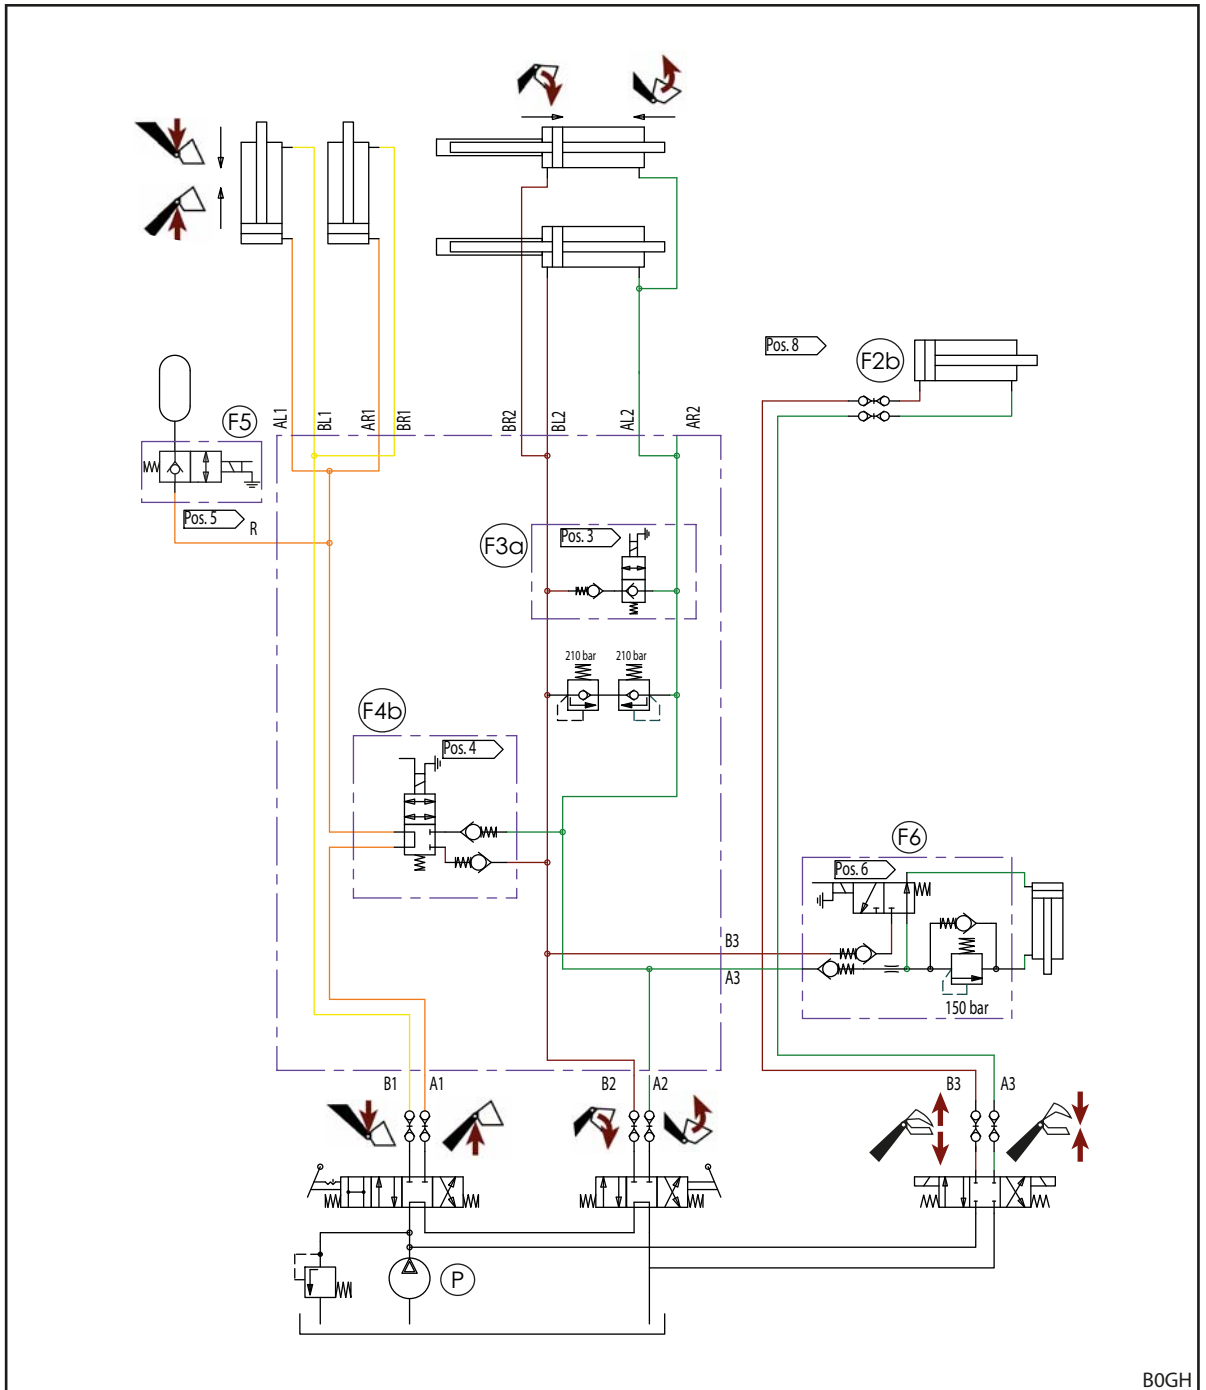 Pos. 8
F2b
AL1
BL1
AR1
BR1
BR2
BL2
AL2
AR2
F5
Pos. 5
R
F3a
Pos. 3
210 bar
210 bar
F4b
Pos. 4
F6
Pos. 6
B3
A3
150 bar
B1
A1
B2
A2
B3
A3
P
B0GH